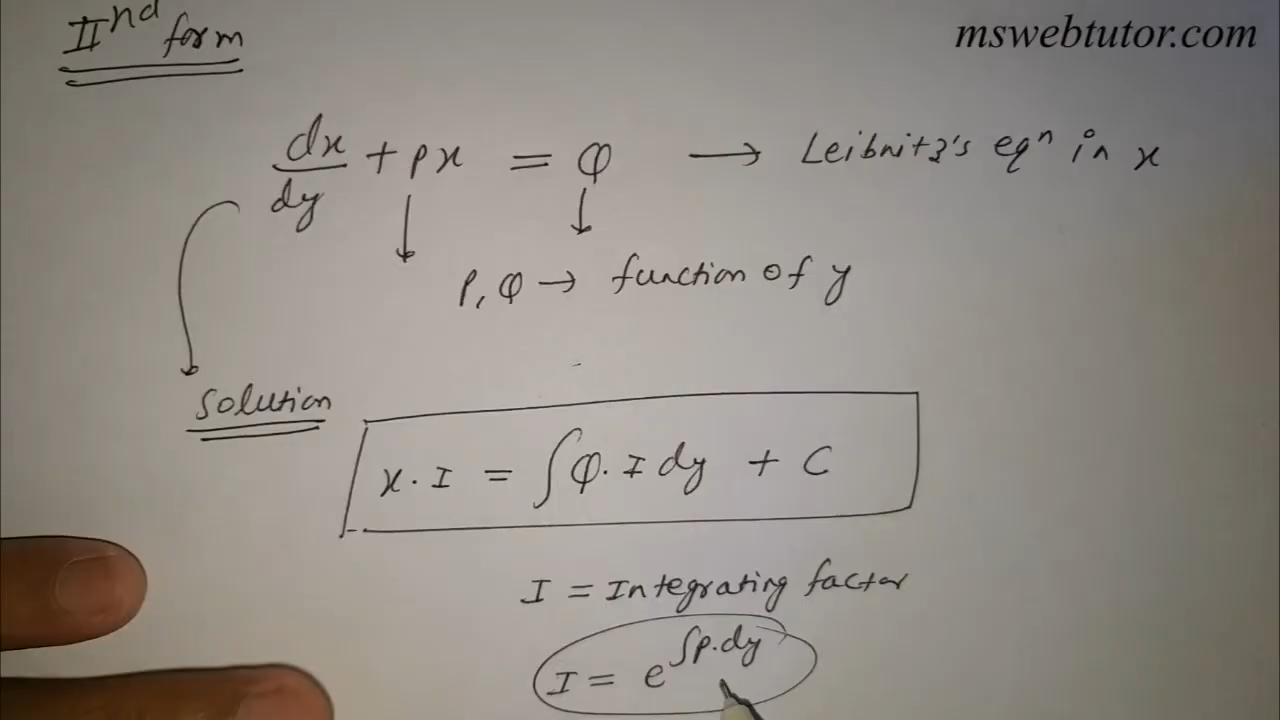 IInd form
mswebtutor.com
dx/dy + px = φ → Leibnitz's eqn in x
P, φ → function of y
Solution
x. I = ∫φ. I dy + C
I = Integrating factor
I = e^∫p.dy